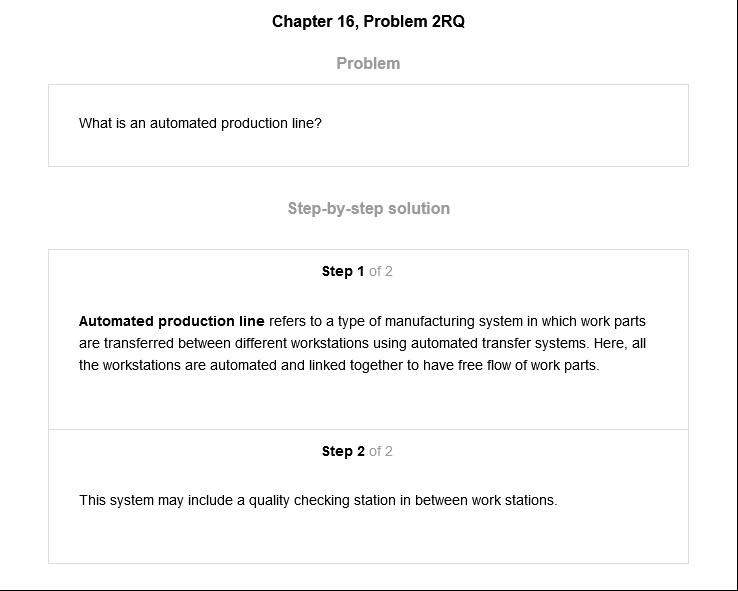 Chapter 16, Problem 2RQ
Problem
What is an automated production line?
Step-by-step solution
Step 1 of 2
Automated production line refers to a type of manufacturing system in which work parts
are transferred between different workstations using automated transfer systems. Here, all
the workstations are automated and linked together to have free flow of work parts.
Step 2 of 2
This system may include a quality checking station in between work stations.